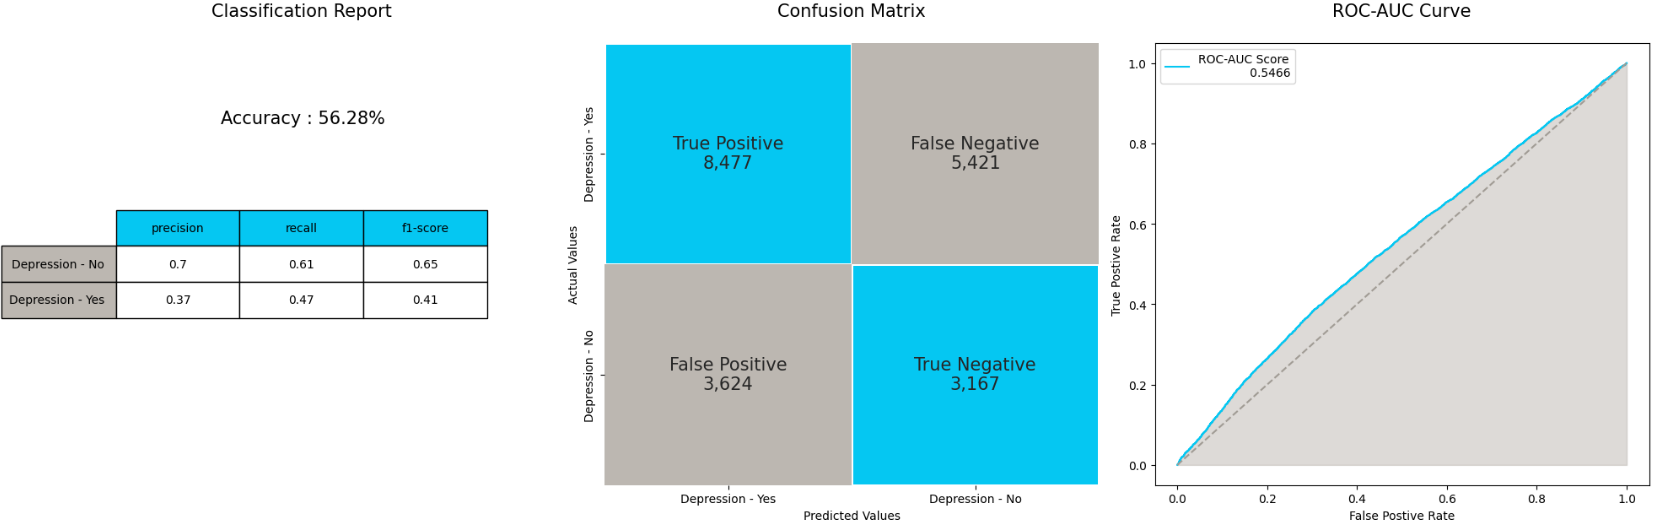 Classification Report
Accuracy : 56.28%
precision recall f1-score
Depression - No 0.7 0.61 0.65
Depression - Yes 0.37 0.47 0.41
Confusion Matrix
Actual Values
Depression - Yes
Depression - No
True Positive
8,477
False Negative
5,421
False Positive
3,624
True Negative
3,167
Depression - Yes
Depression - No
Predicted Values
ROC-AUC Curve
ROC-AUC Score
0.5466
True Postive Rate
1.0
0.8
0.6
0.4
0.2
0.0
0.0 0.2 0.4 0.6 0.8 1.0
False Postive Rate